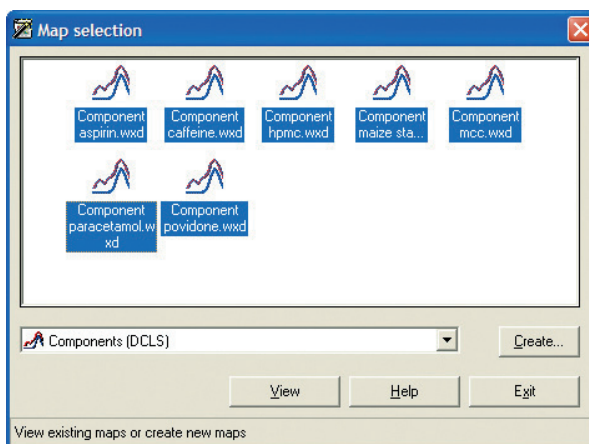 Map selection
Component
aspirin.wxd
Component
caffeine.wxd
Component
hpmc.wxd
Component
maize sta...
Component
mcc.wxd
Component
paracetamol.w
xd
Component
povidone.wxd
Components (DCLS)
Create...
View
Help
Exit
View existing maps or create new maps